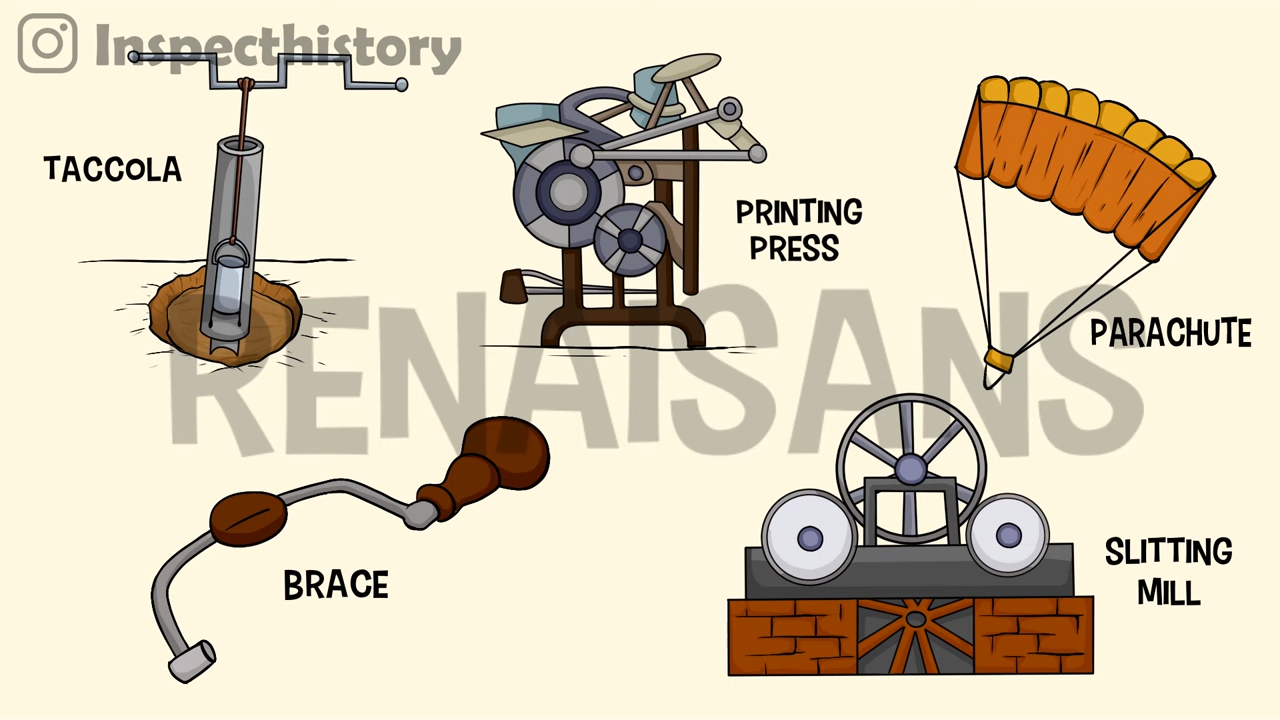 Inspecthistory
TACCOLA
PRINTING
PRESS
PARACHUTE
RENAISANS
BRACE
SLITTING
MILL